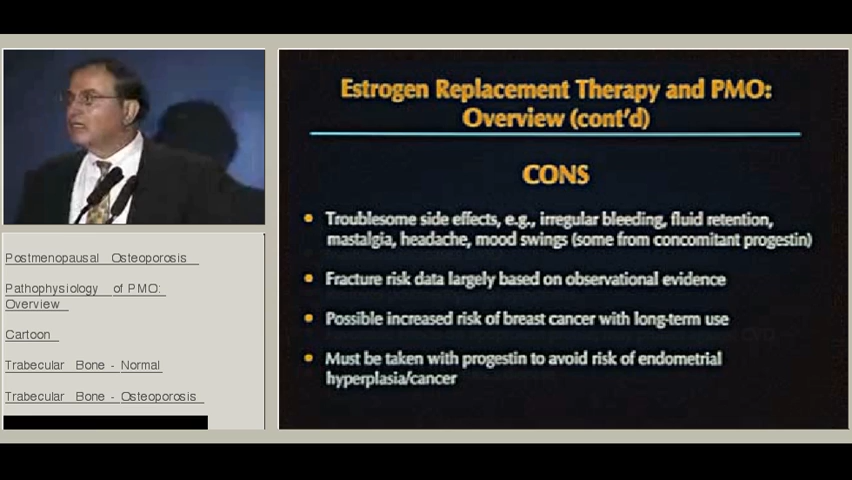 Estrogen Replacement Therapy and PMO:
Overview (cont'd)
CONS
Troublesome side effects, e.g., irregular bleeding, fluid retention,
mastalgia, headache, mood swings (some from concomitant progestin)
Fracture risk data largely based on observational evidence
Possible increased risk of breast cancer with long-term use
Must be taken with progestin to avoid risk of endometrial
hyperplasia/cancer
Postmenopausal Osteoporosis
Pathophysiology of PMO:
Overview
Cartoon
Trabecular Bone - Normal
Trabecular Bone - Osteoporosis